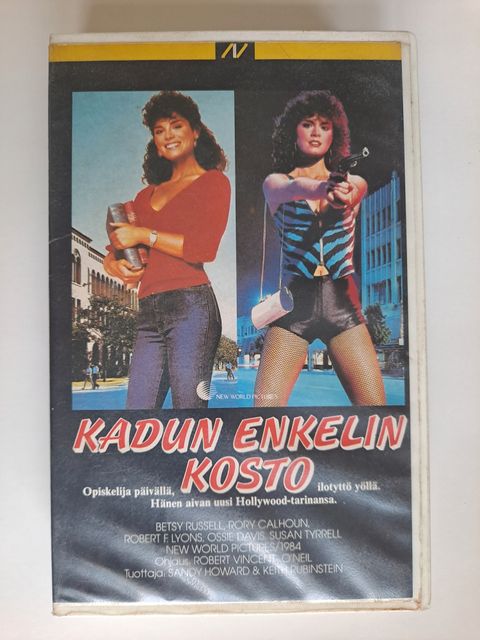 N
NEW WORLD PICTURES
KADUN ENKELIN
KOSTO
Opiskelija päivällä, ilotyttö yöllä.
Hänen aivan uusi Hollywood-tarinansa.
BETSY RUSSELL, RORY CALHOUN,
ROBERT F. LYONS, OSSIE DAVIS, SUSAN TYRRELL
NEW WORLD PICTURES/1984
Ohjaus: ROBERT VINCENT O'NEIL
Tuottaja: SANDY HOWARD & KEITH RUBINSTEIN